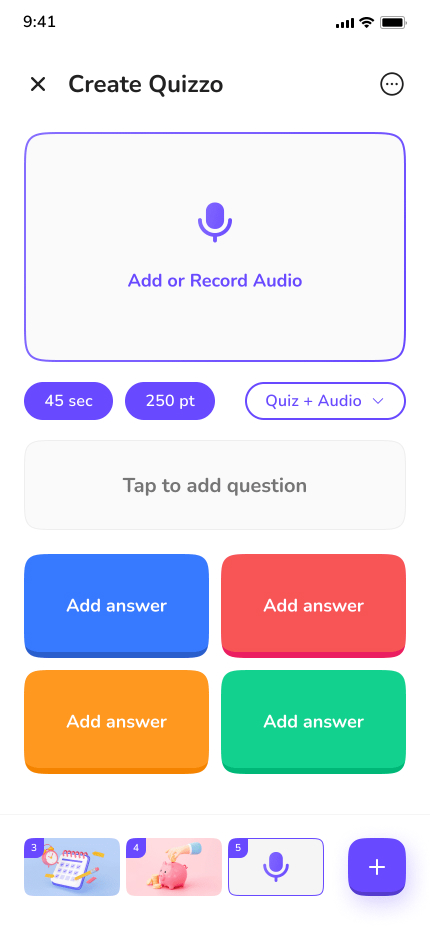 9:41
Create Quizzo
Add or Record Audio
45 sec
250 pt
Quiz + Audio
Tap to add question
Add answer
Add answer
Add answer
Add answer
3
4
5